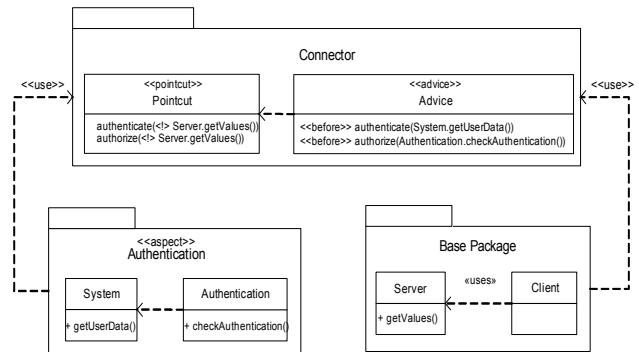 Connector
<<use>>
<<use>>
<<pointcut>>
Pointcut
authenticate(<!> Server.getValues())
authorize(<!> Server.getValues())
<<advice>>
Advice
<<before>> authenticate(System.getUserData())
<<before>> authorize(Authentication.checkAuthentication())
<<aspect>>
Authentication
System
+ getUserData()
Authentication
+ checkAuthentication()
Base Package
Server
+ getValues()
«uses»
Client